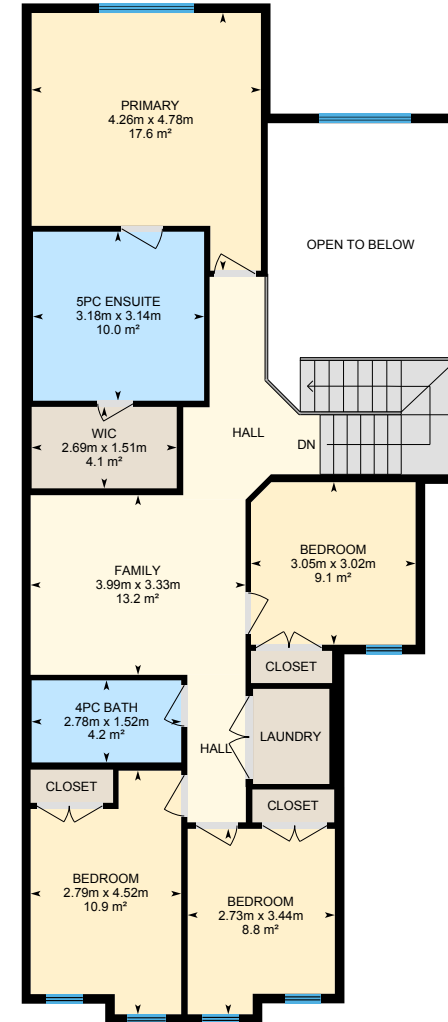 PRIMARY
4.26m x 4.78m
17.6 m²
OPEN TO BELOW
5PC ENSUITE
3.18m x 3.14m
10.0 m²
WIC
2.69m x 1.51m
4.1 m²
HALL
DN
BEDROOM
3.05m x 3.02m
9.1 m²
FAMILY
3.99m x 3.33m
13.2 m²
CLOSET
4PC BATH
2.78m x 1.52m
4.2 m²
HALL
LAUNDRY
CLOSET
CLOSET
BEDROOM
2.79m x 4.52m
10.9 m²
BEDROOM
2.73m x 3.44m
8.8 m²